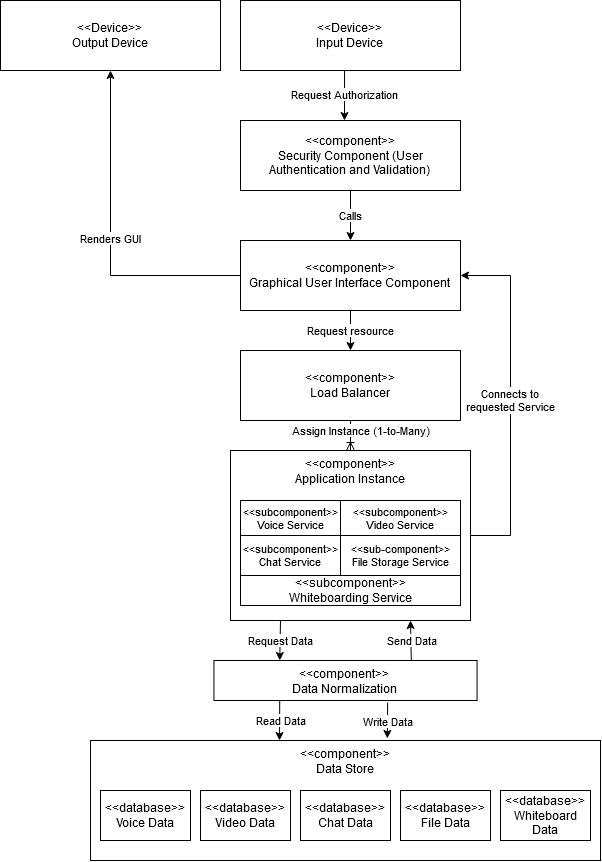 <<Device>>
Output Device
<<Device>>
Input Device
Request Authorization
<<component>>
Security Component (User
Authentication and Validation)
Calls
Renders GUI
<<component>>
Graphical User Interface Component
Request resource
<<component>>
Load Balancer
Connects to
requested Service
Assign Instance (1-to-Many)
<<component>>
Application Instance
<<subcomponent>>
Voice Service
<<subcomponent>>
Video Service
<<subcomponent>>
Chat Service
<<sub-component>>
File Storage Service
<<subcomponent>>
Whiteboarding Service
Request Data
Send Data
<<component>>
Data Normalization
Read Data
Write Data
<<component>>
Data Store
<<database>>
Voice Data
<<database>>
Video Data
<<database>>
Chat Data
<<database>>
File Data
<<database>>
Whiteboard
Data